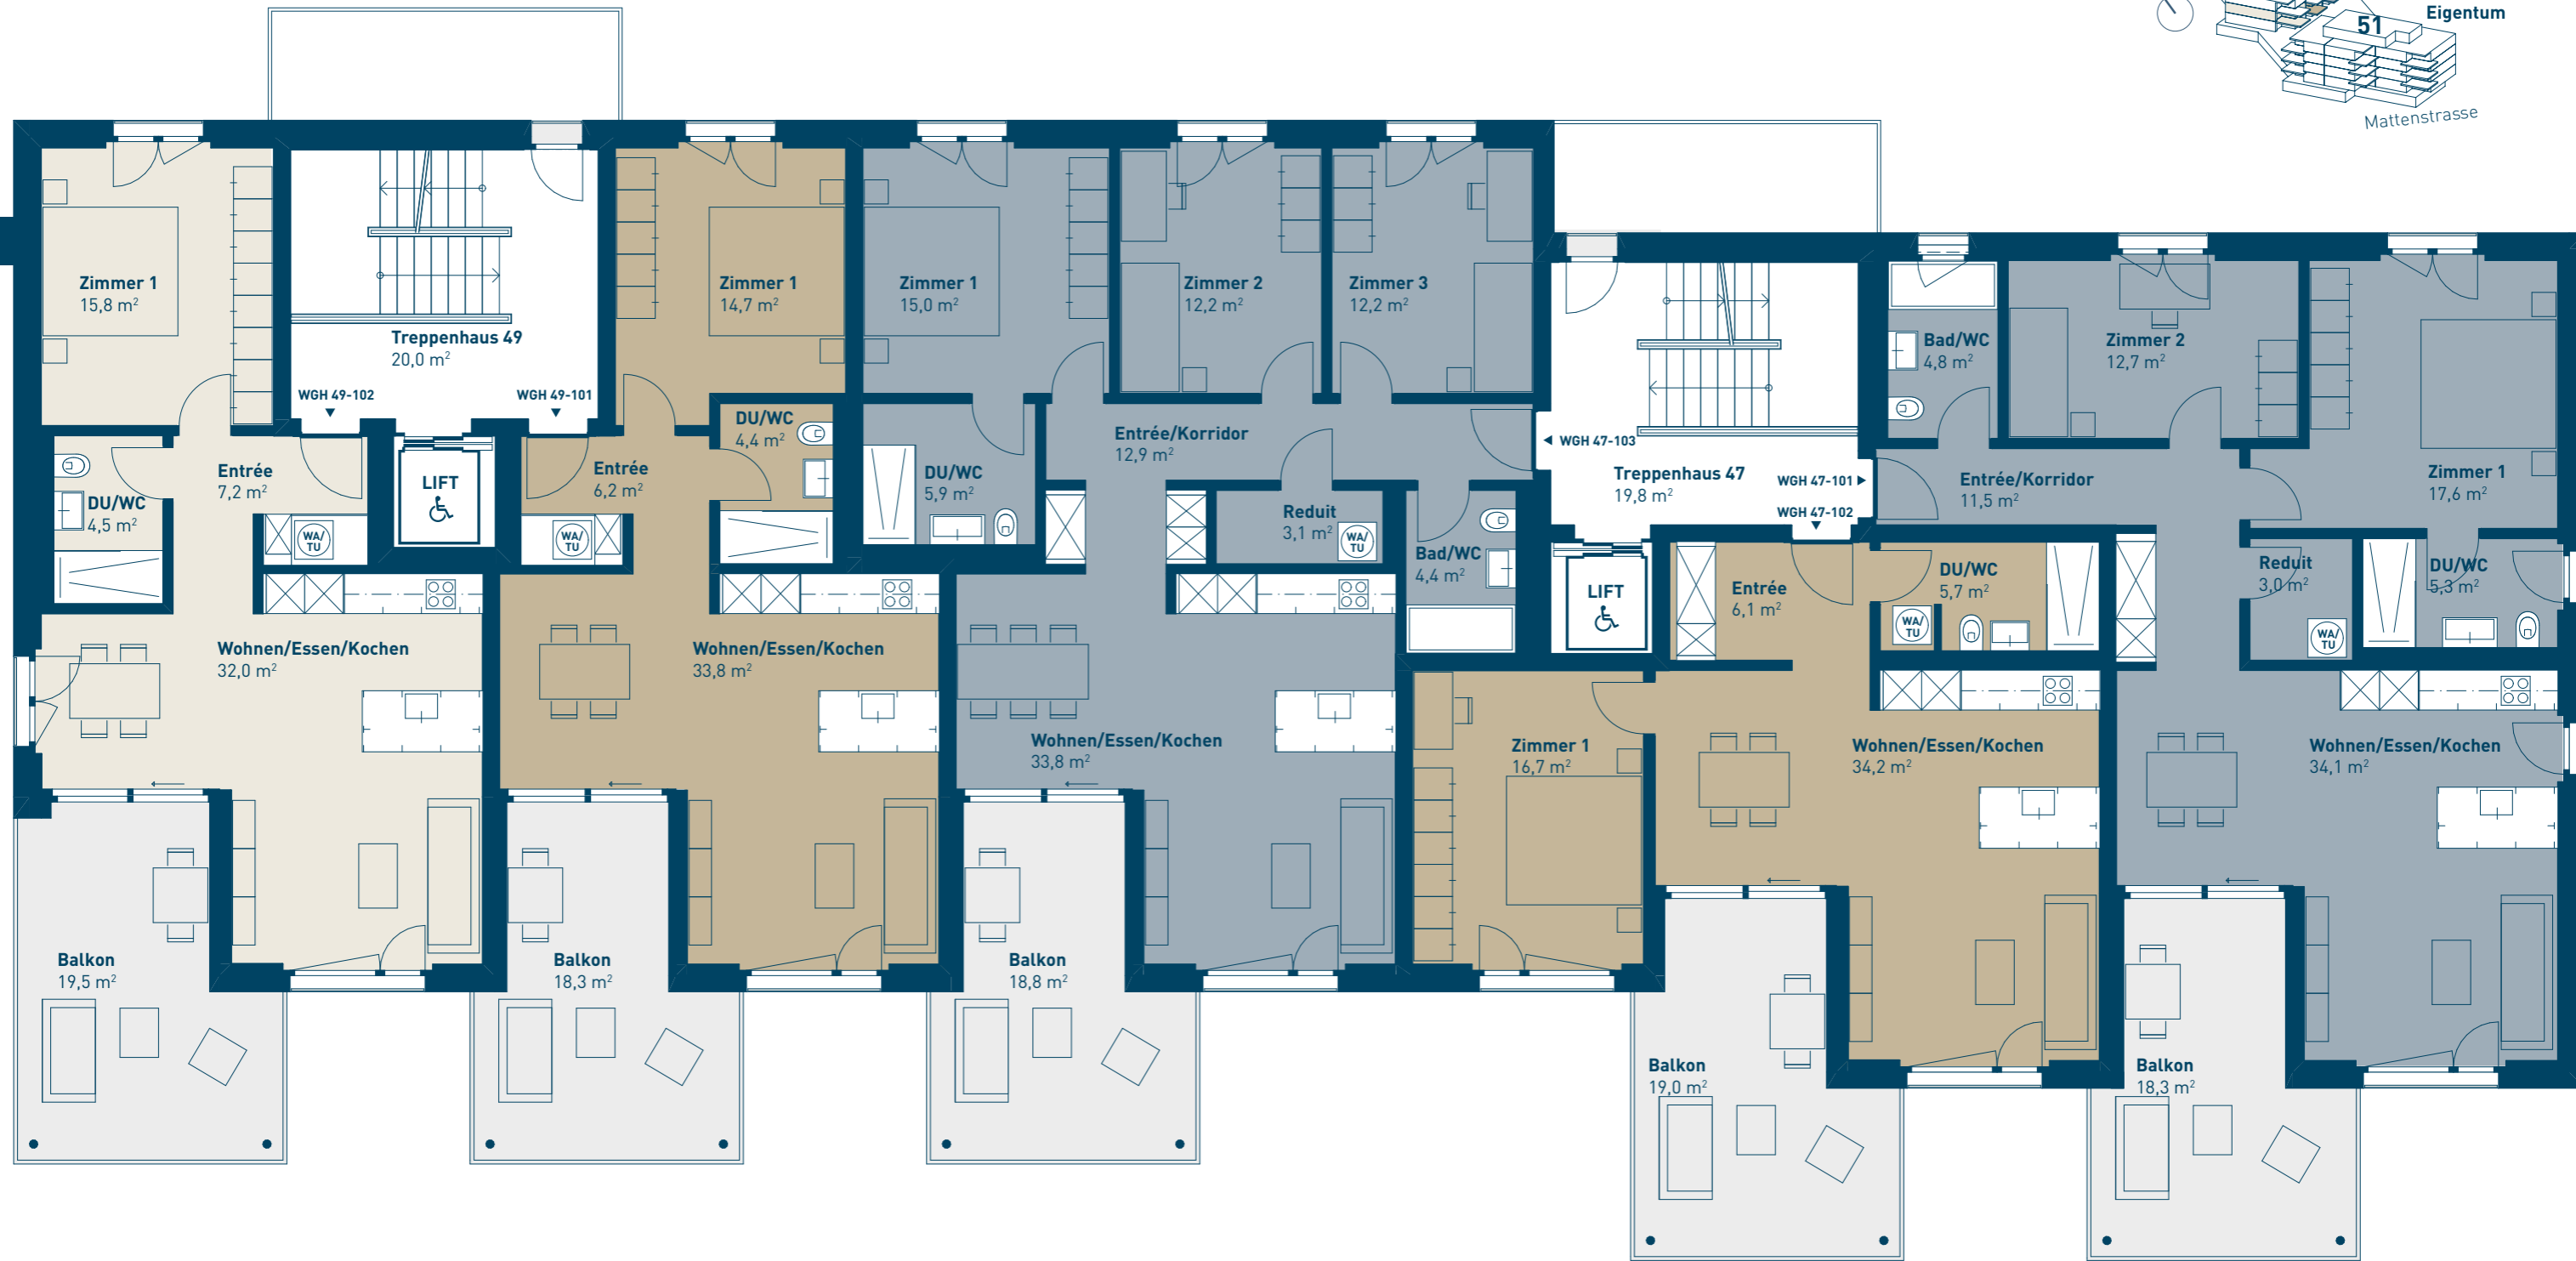 51
Eigentum
Mattenstrasse
Zimmer 1
15,8 m²
Treppenhaus 49
20,0 m²
WGH 49-102
WGH 49-101
Zimmer 1
14,7 m²
Zimmer 1
15,0 m²
Zimmer 2
12,2 m²
Zimmer 3
12,2 m²
Bad/WC
4,8 m²
Zimmer 2
12,7 m²
DU/WC
4,4 m²
Entrée
7,2 m²
LIFT
Entrée
6,2 m²
DU/WC
5,9 m²
Entrée/Korridor
12,9 m²
WGH 47-103
Treppenhaus 47
19,8 m²
WGH 47-101
WGH 47-102
Entrée/Korridor
11,5 m²
Zimmer 1
17,6 m²
DU/WC
4,5 m²
WA/
TU
WA/
TU
Reduit
3,1 m²
WA/
TU
Bad/WC
4,4 m²
LIFT
Entrée
6,1 m²
DU/WC
5,7 m²
WA/
TU
Reduit
3,0 m²
WA/
TU
DU/WC
5,3 m²
Wohnen/Essen/Kochen
32,0 m²
Wohnen/Essen/Kochen
33,8 m²
Wohnen/Essen/Kochen
33,8 m²
Zimmer 1
16,7 m²
Wohnen/Essen/Kochen
34,2 m²
Wohnen/Essen/Kochen
34,1 m²
Balkon
19,5 m²
Balkon
18,3 m²
Balkon
18,8 m²
Balkon
19,0 m²
Balkon
18,3 m²